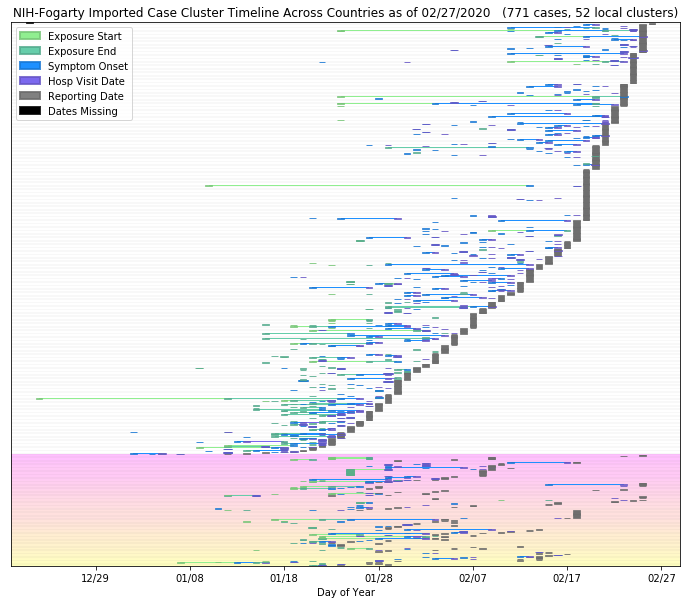 NIH-Fogarty Imported Case Cluster Timeline Across Countries as of 02/27/2020 (771 cases, 52 local clusters)
Exposure Start
Exposure End
Symptom Onset
Hosp Visit Date
Reporting Date
Dates Missing
12/29 01/08 01/18 01/28 02/07 02/17 02/27
Day of Year